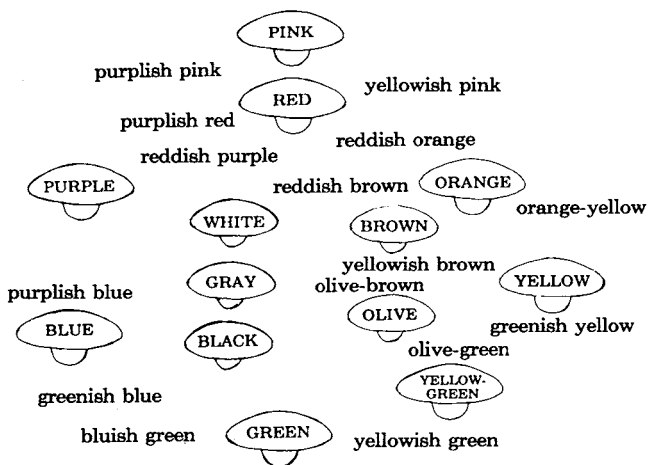 PINK
purplish pink
yellowish pink
RED
purplish red
reddish orange
reddish purple
PURPLE
reddish brown
ORANGE
orange-yellow
WHITE
BROWN
yellowish brown
GRAY
olive-brown
YELLOW
purplish blue
BLUE
OLIVE
greenish yellow
BLACK
olive-green
YELLOW-
GREEN
greenish blue
bluish green
GREEN
yellowish green